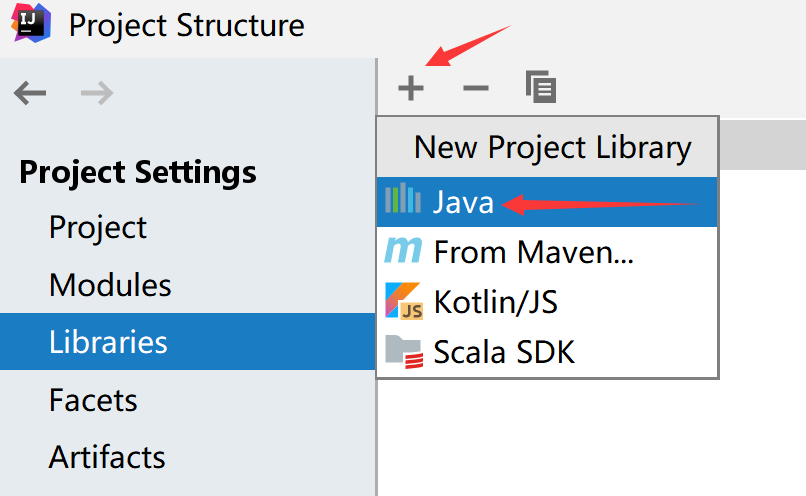 IJ
Project Structure
Project Settings
Project
Modules
Libraries
Facets
Artifacts
New Project Library
Java
m From Maven...
JS Kotlin/JS
Scala SDK